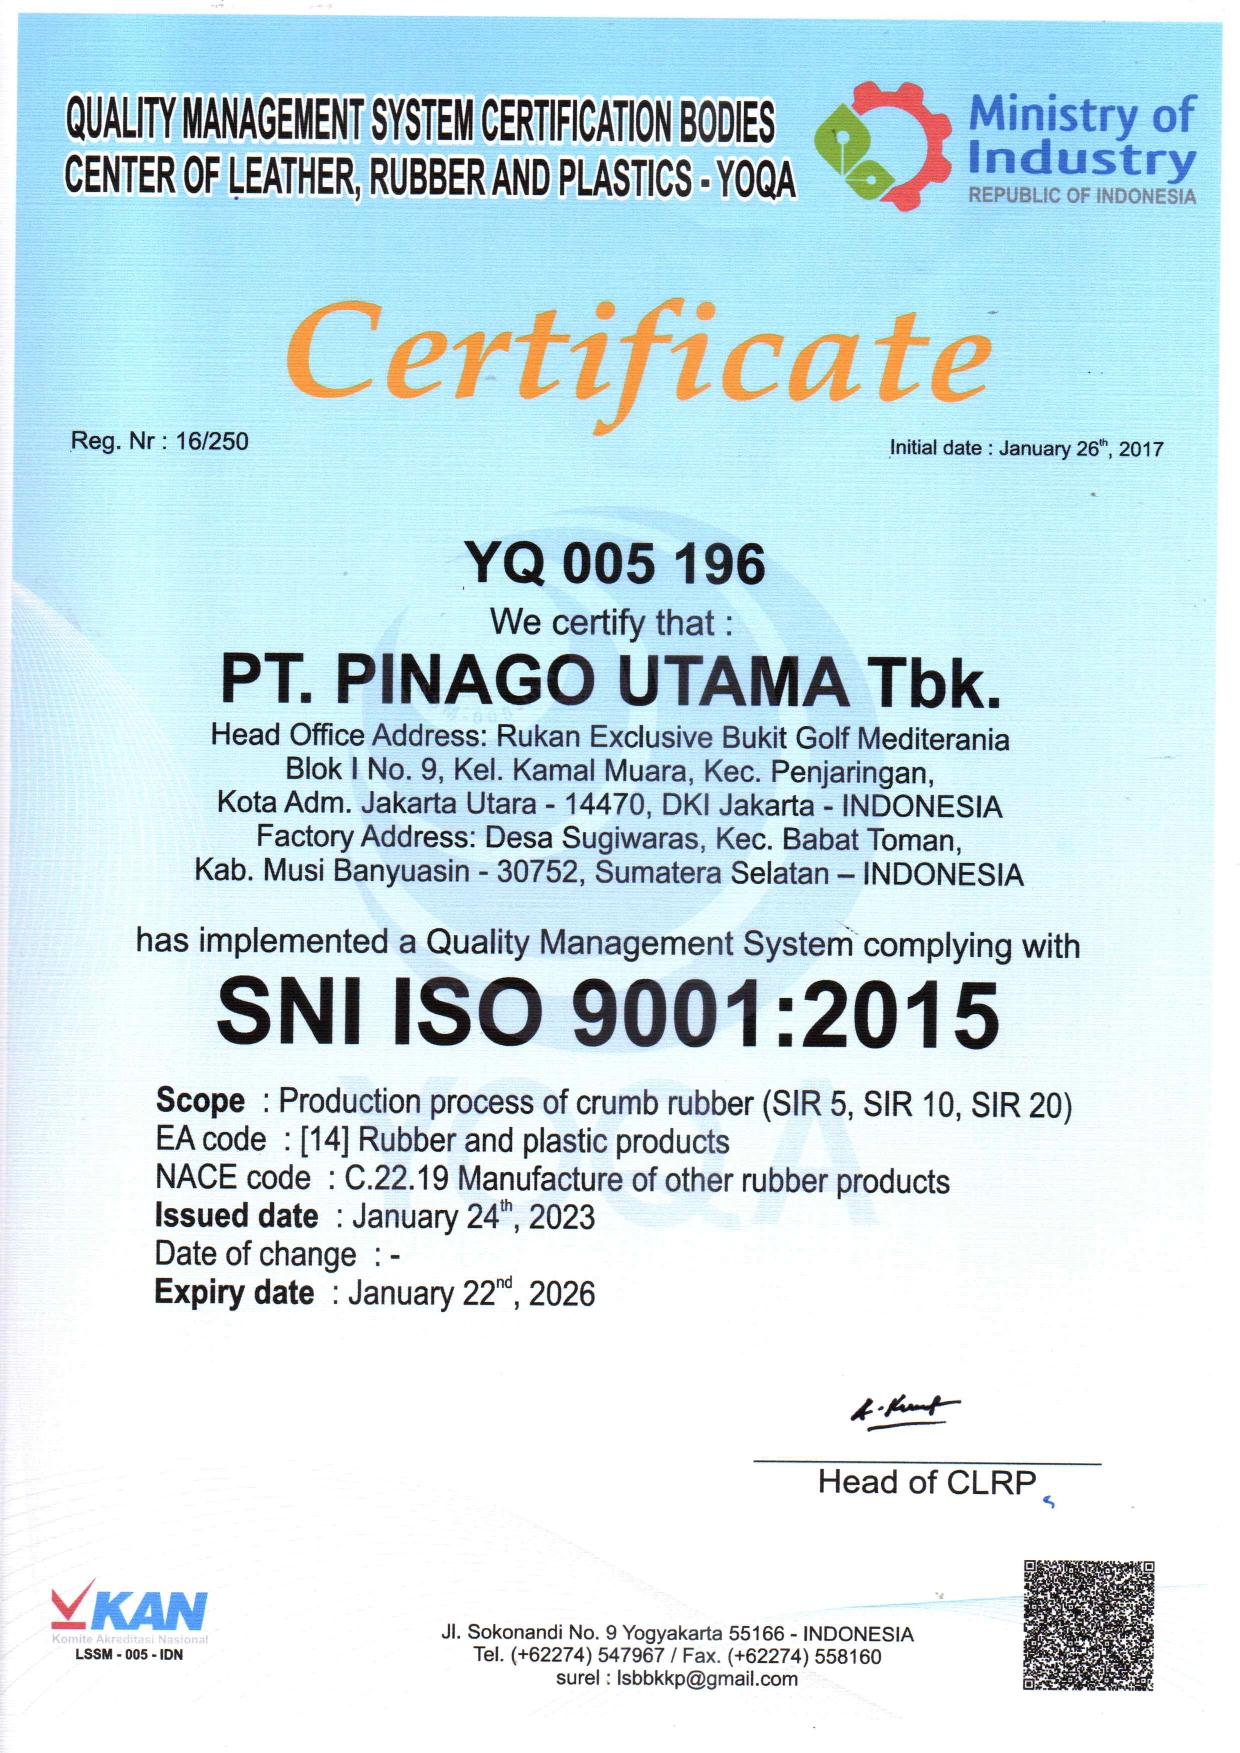 QUALITY MANAGEMENT SYSTEM CERTIFICATION BODIES
CENTER OF LEATHER, RUBBER AND PLASTICS - YOQA
Ministry of
Industry
REPUBLIC OF INDONESIA
Certificate
Reg. Nr : 16/250
Initial date : January 26th, 2017
YQ 005 196
We certify that :
PT. PINAGO UTAMA Tbk.
Head Office Address: Rukan Exclusive Bukit Golf Mediterania
Blok I No. 9, Kel. Kamal Muara, Kec. Penjaringan,
Kota Adm. Jakarta Utara - 14470, DKI Jakarta - INDONESIA
Factory Address: Desa Sugiwaras, Kec. Babat Toman,
Kab. Musi Banyuasin - 30752, Sumatera Selatan – INDONESIA
has implemented a Quality Management System complying with
SNI ISO 9001:2015
YOQA
Scope : Production process of crumb rubber (SIR 5, SIR 10, SIR 20)
EA code : [14] Rubber and plastic products
NACE code : C.22.19 Manufacture of other rubber products
Issued date : January 24th, 2023
Date of change : -
Expiry date : January 22nd, 2026
Head of CLRP
KAN
Komite Akreditasi Nasional
LSSM - 005 - IDN
Jl. Sokonandi No. 9 Yogyakarta 55166 - INDONESIA
Tel. (+62274) 547967 / Fax. (+62274) 558160
surel : lsbbkkp@gmail.com